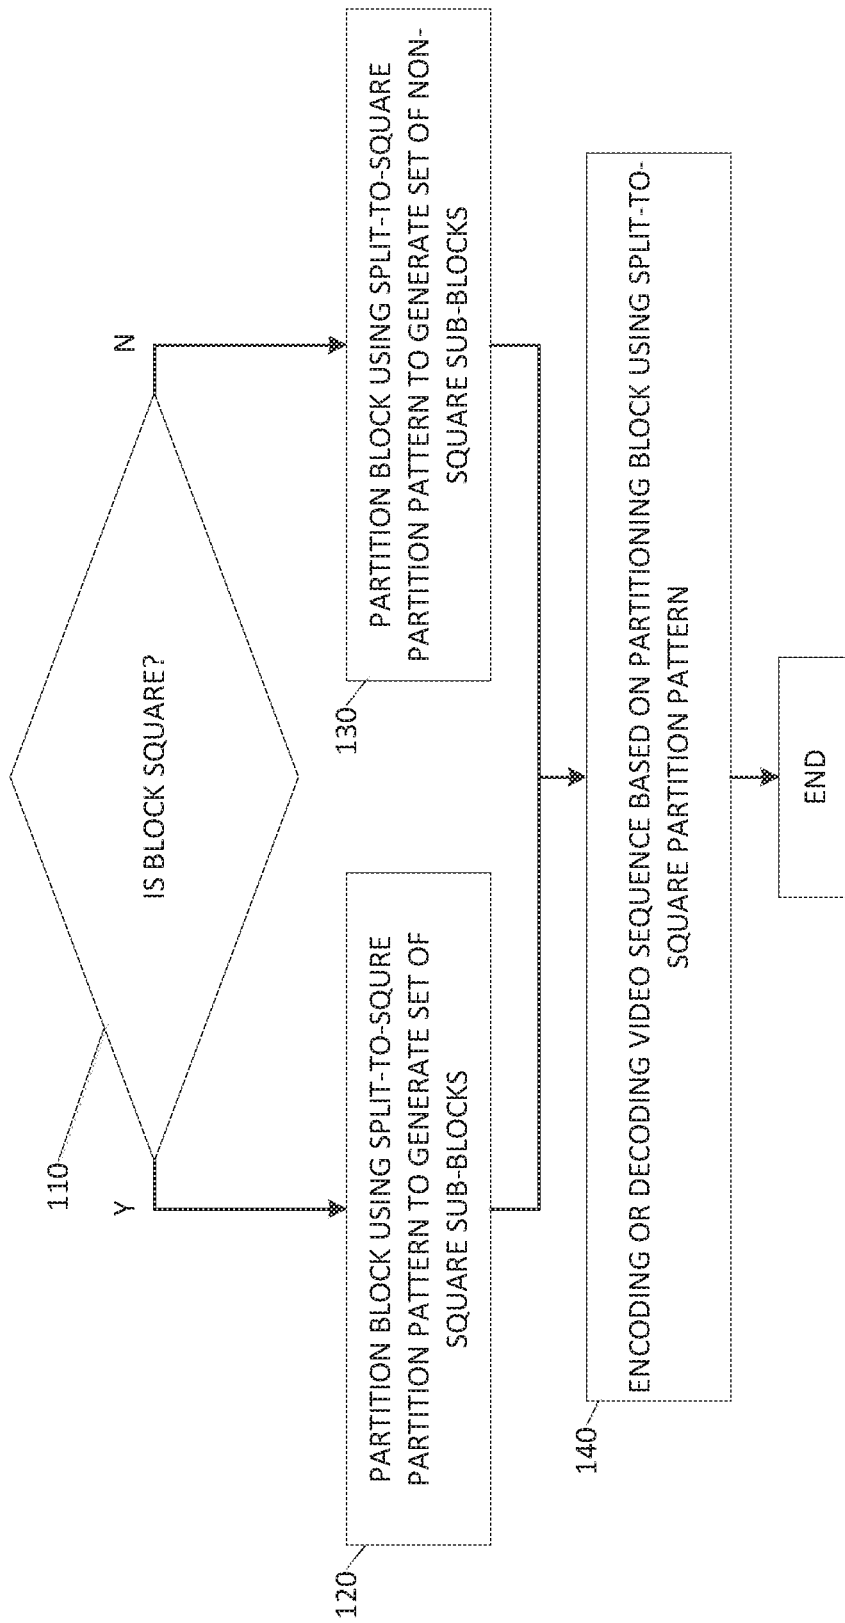 110
IS BLOCK SQUARE?
Y
N
120
PARTITION BLOCK USING SPLIT-TO-SQURE
PARTITION PATTERN TO GENERATE SET OF
SQUARE SUB-BLOCKS
130
PARTITION BLOCK USING SPLIT-TO-SQUARE
PARTITION PATTERN TO GENERATE SET OF NON-
SQUARE SUB-BLOCKS
140
ENCODING OR DECODING VIDEO SEQUENCE BASED ON PARTITIONING BLOCK USING SPLIT-TO-
SQUARE PARTITION PATTERN
END